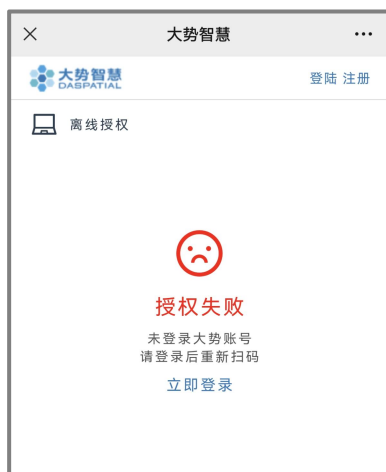 大势智慧
大势智慧
DASPATIAL
登陆 注册
离线授权
授权失败
未登录大势账号
请登录后重新扫码
立即登录